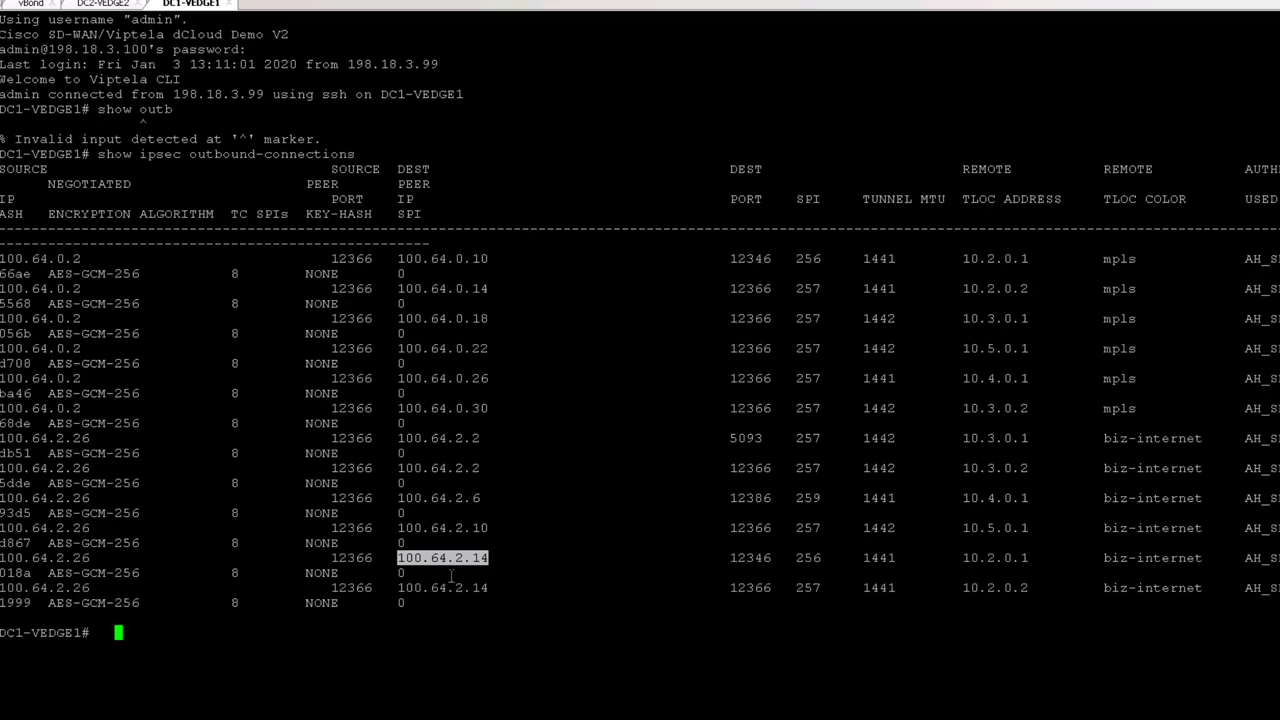 vBond DC2-VEDGE2 DC1-VEDGE1
Using username "admin".
Cisco SD-WAN/Viptela dCloud Demo V2
admin@198.18.3.100's password:
Last login: Fri Jan  3 13:11:01 2020 from 198.18.3.99
Welcome to Viptela CLI
admin connected from 198.18.3.99 using ssh on DC1-VEDGE1
DC1-VEDGE1# show outb
^
% Invalid input detected at '^' marker.
DC1-VEDGE1# show ipsec outbound-connections
SOURCE SOURCE DEST DEST REMOTE REMOTE AUTH
NEGOTIATED PEER PEER
IP PORT IP PORT SPI TUNNEL MTU TLOC ADDRESS TLOC COLOR USED
ASH ENCRYPTION ALGORITHM TC SPIs KEY-HASH SPI
--------------------------------------------------------------------------------------------------------------------------------------------------------
----------------------------------------------------
100.64.0.2 12366 100.64.0.10 12346 256 1441 10.2.0.1 mpls AH_S
66ae AES-GCM-256 8 NONE 0
100.64.0.2 12366 100.64.0.14 12366 257 1441 10.2.0.2 mpls AH_S
5568 AES-GCM-256 8 NONE 0
100.64.0.2 12366 100.64.0.18 12366 257 1442 10.3.0.1 mpls AH_S
056b AES-GCM-256 8 NONE 0
100.64.0.2 12366 100.64.0.22 12366 257 1442 10.5.0.1 mpls AH_S
d708 AES-GCM-256 8 NONE 0
100.64.0.2 12366 100.64.0.26 12366 257 1441 10.4.0.1 mpls AH_S
ba46 AES-GCM-256 8 NONE 0
100.64.0.2 12366 100.64.0.30 12366 257 1442 10.3.0.2 mpls AH_S
68de AES-GCM-256 8 NONE 0
100.64.2.26 12366 100.64.2.2 5093 257 1442 10.3.0.1 biz-internet AH_S
db51 AES-GCM-256 8 NONE 0
100.64.2.26 12366 100.64.2.2 12366 257 1442 10.3.0.2 biz-internet AH_S
5dde AES-GCM-256 8 NONE 0
100.64.2.26 12366 100.64.2.6 12386 259 1441 10.4.0.1 biz-internet AH_S
93d5 AES-GCM-256 8 NONE 0
100.64.2.26 12366 100.64.2.10 12366 257 1442 10.5.0.1 biz-internet AH_S
d867 AES-GCM-256 8 NONE 0
100.64.2.26 12366 100.64.2.14 12346 256 1441 10.2.0.1 biz-internet AH_S
018a AES-GCM-256 8 NONE 0
100.64.2.26 12366 100.64.2.14 12366 257 1441 10.2.0.2 biz-internet AH_S
1999 AES-GCM-256 8 NONE 0
DC1-VEDGE1#